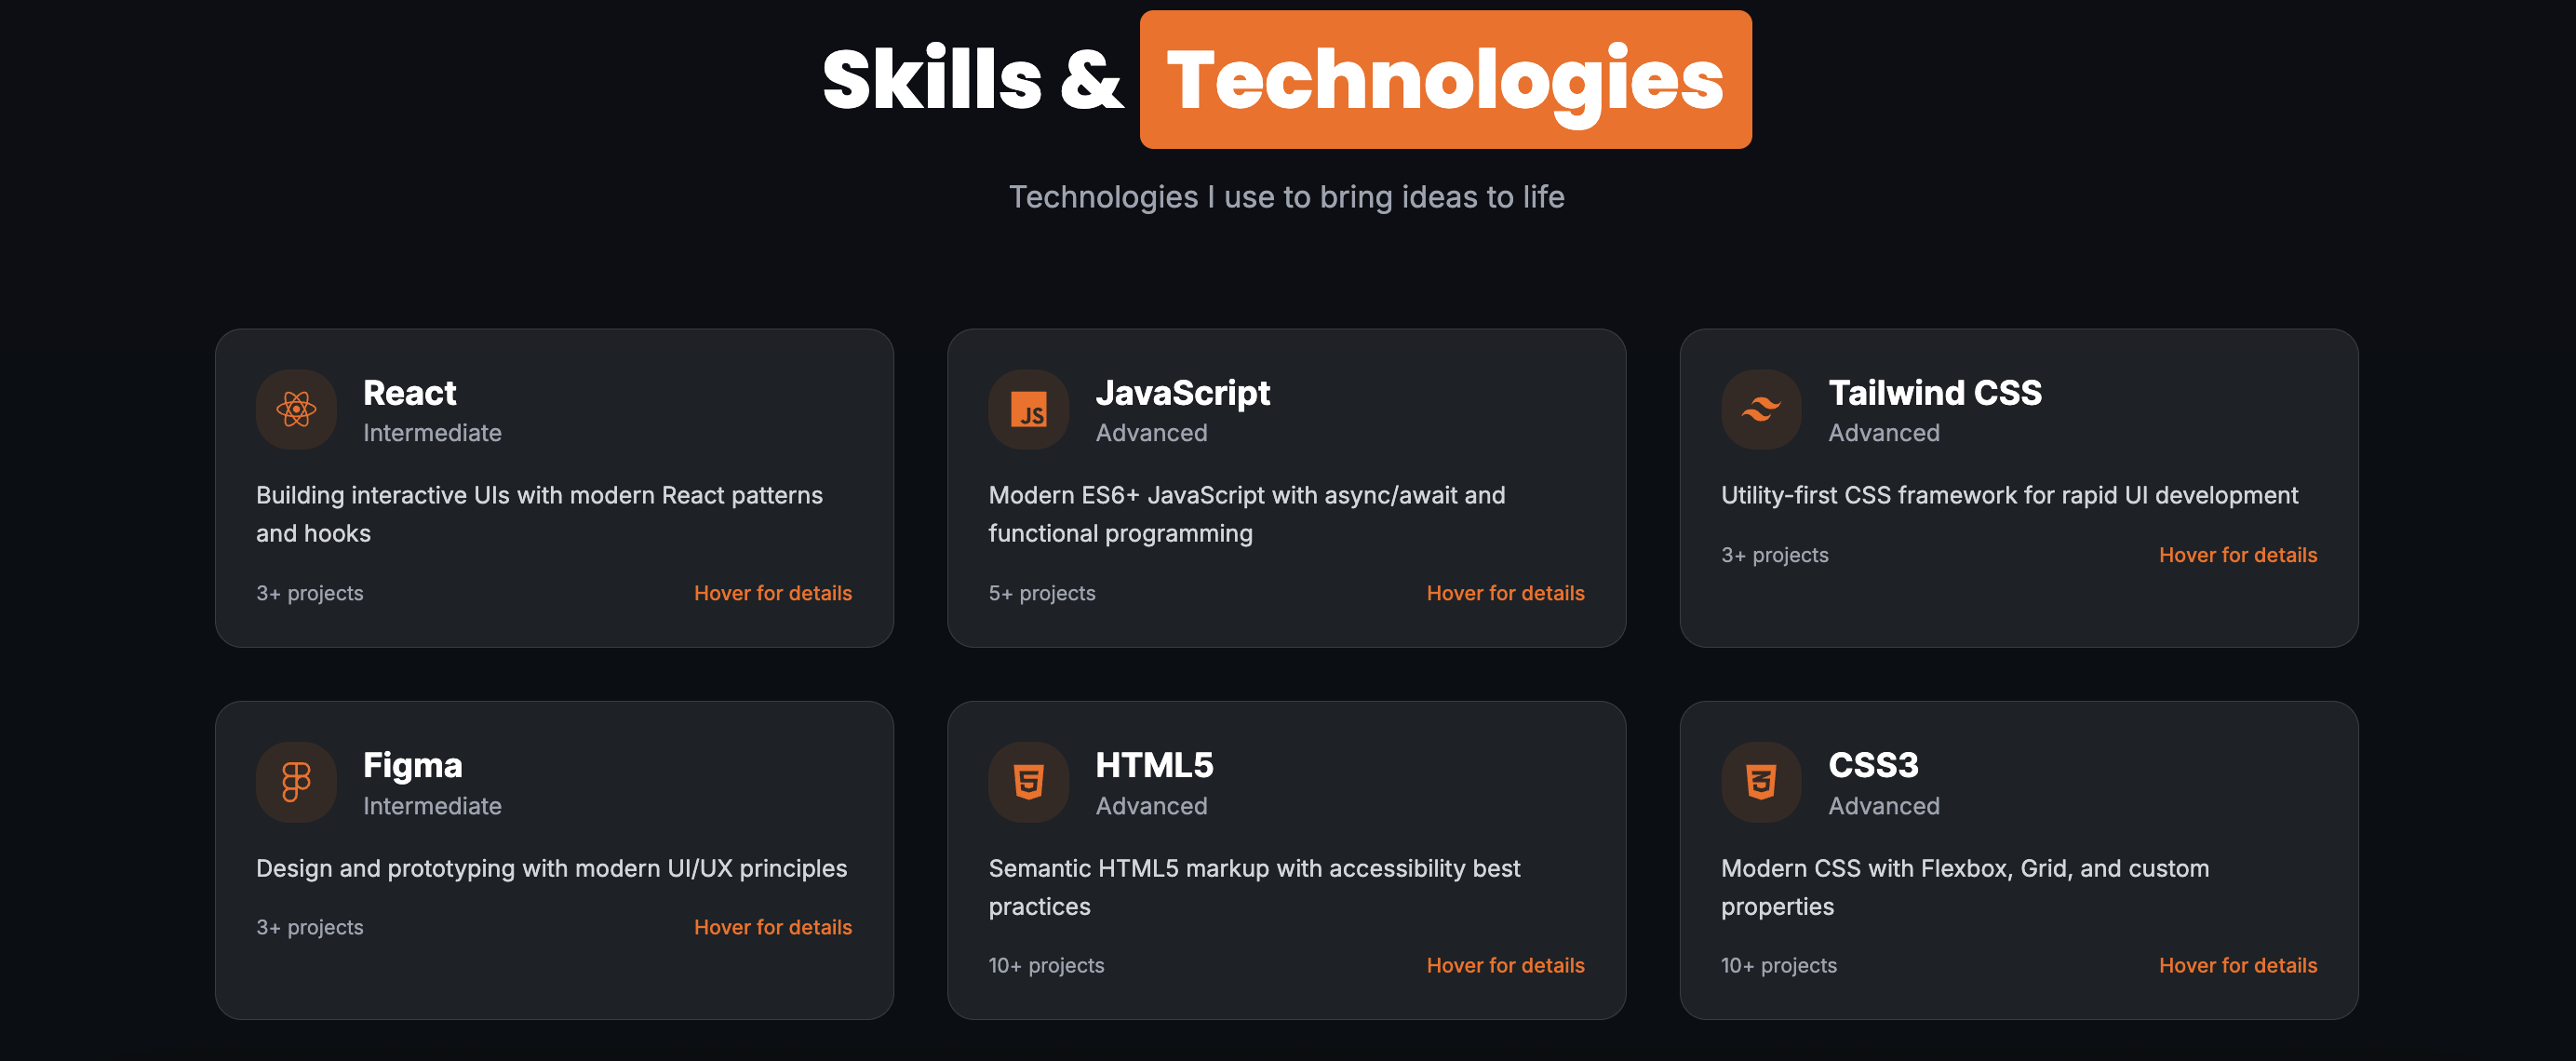 Skills & Technologies
Technologies I use to bring ideas to life
React
Intermediate
Building interactive UIs with modern React patterns
and hooks
3+ projects
Hover for details
JS
JavaScript
Advanced
Modern ES6+ JavaScript with async/await and
functional programming
5+ projects
Hover for details
Tailwind CSS
Advanced
Utility-first CSS framework for rapid UI development
3+ projects
Hover for details
Figma
Intermediate
Design and prototyping with modern UI/UX principles
3+ projects
Hover for details
5
HTML5
Advanced
Semantic HTML5 markup with accessibility best
practices
10+ projects
Hover for details
3
CSS3
Advanced
Modern CSS with Flexbox, Grid, and custom
properties
10+ projects
Hover for details